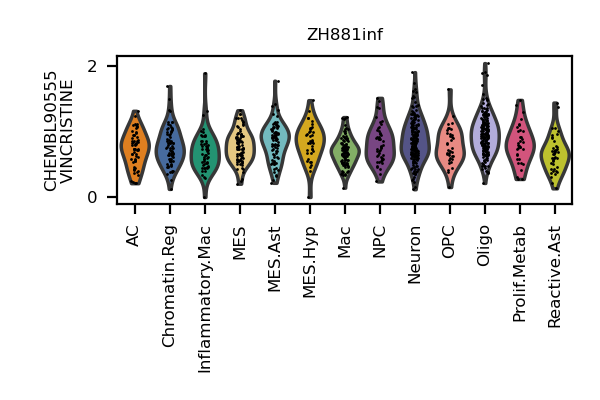 ZH881inf
CHEMBL90555
VINCRISTINE
2
0
AC
Chromatin.Reg
Inflammatory.Mac
MES
MES.Ast
MES.Hyp
Mac
NPC
Neuron
OPC
Oligo
Prolif.Metab
Reactive.Ast